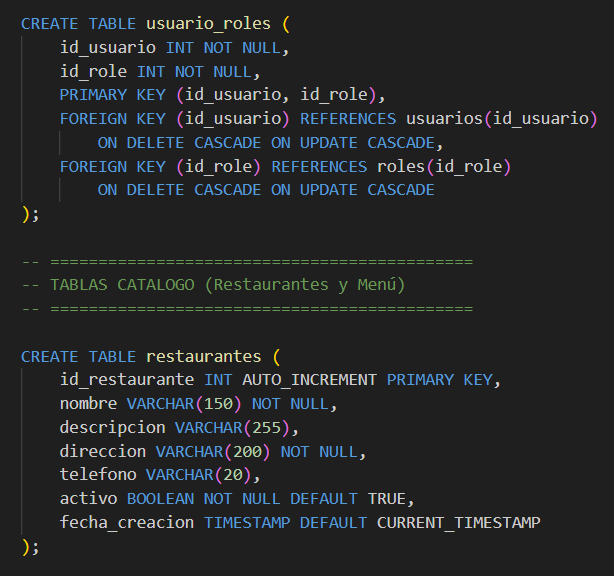 CREATE TABLE usuario_roles (
    id_usuario INT NOT NULL,
    id_role INT NOT NULL,
    PRIMARY KEY (id_usuario, id_role),
    FOREIGN KEY (id_usuario) REFERENCES usuarios(id_usuario)
        ON DELETE CASCADE ON UPDATE CASCADE,
    FOREIGN KEY (id_role) REFERENCES roles(id_role)
        ON DELETE CASCADE ON UPDATE CASCADE
);
-- ============================================
-- TABLAS CATALOGO (Restaurantes y Menú)
-- ============================================
CREATE TABLE restaurantes (
    id_restaurante INT AUTO_INCREMENT PRIMARY KEY,
    nombre VARCHAR(150) NOT NULL,
    descripcion VARCHAR(255),
    direccion VARCHAR(200) NOT NULL,
    telefono VARCHAR(20),
    activo BOOLEAN NOT NULL DEFAULT TRUE,
    fecha_creacion TIMESTAMP DEFAULT CURRENT_TIMESTAMP
);